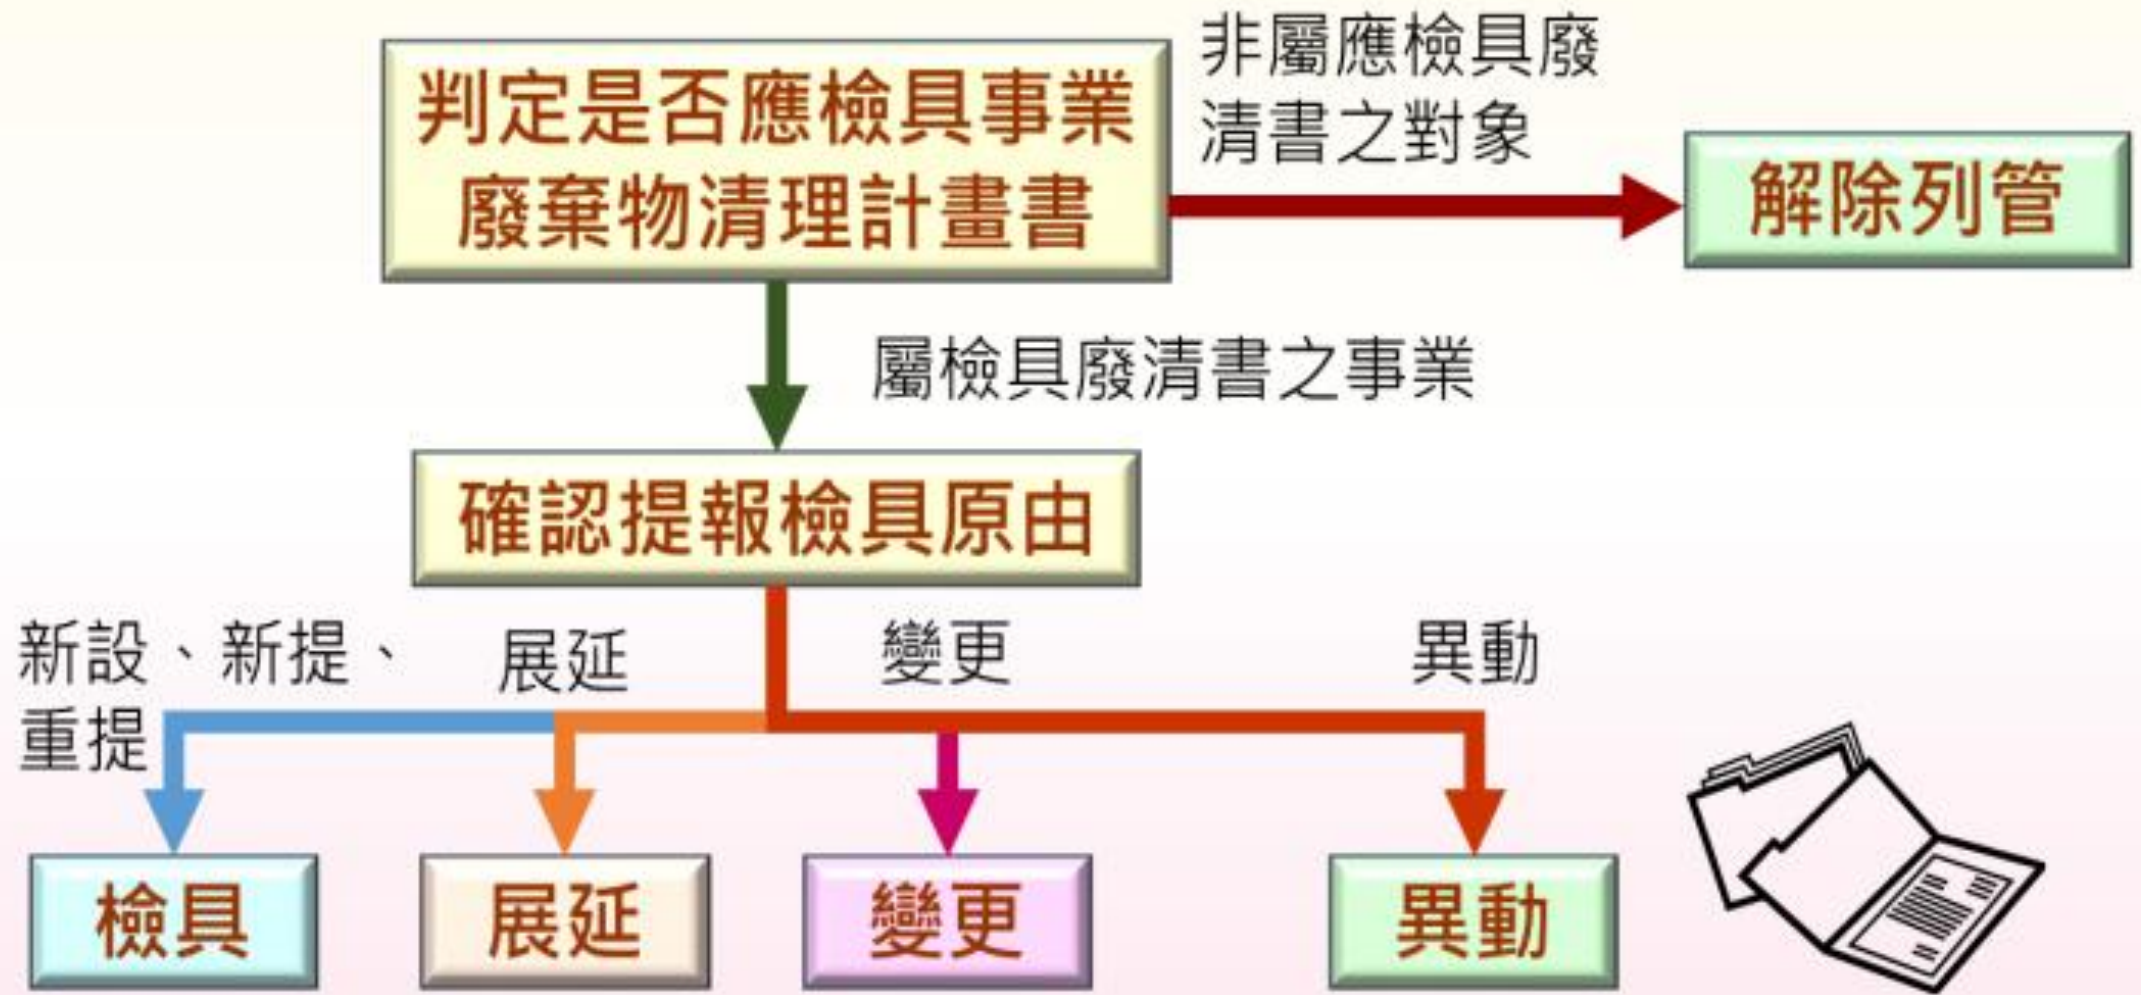 判定是否應檢具事業
廢棄物清理計畫書
非屬應檢具廢
清書之對象
解除列管
屬檢具廢清書之事業
確認提報檢具原由
新設、新提、
重提
展延
變更
異動
檢具
展延
變更
異動